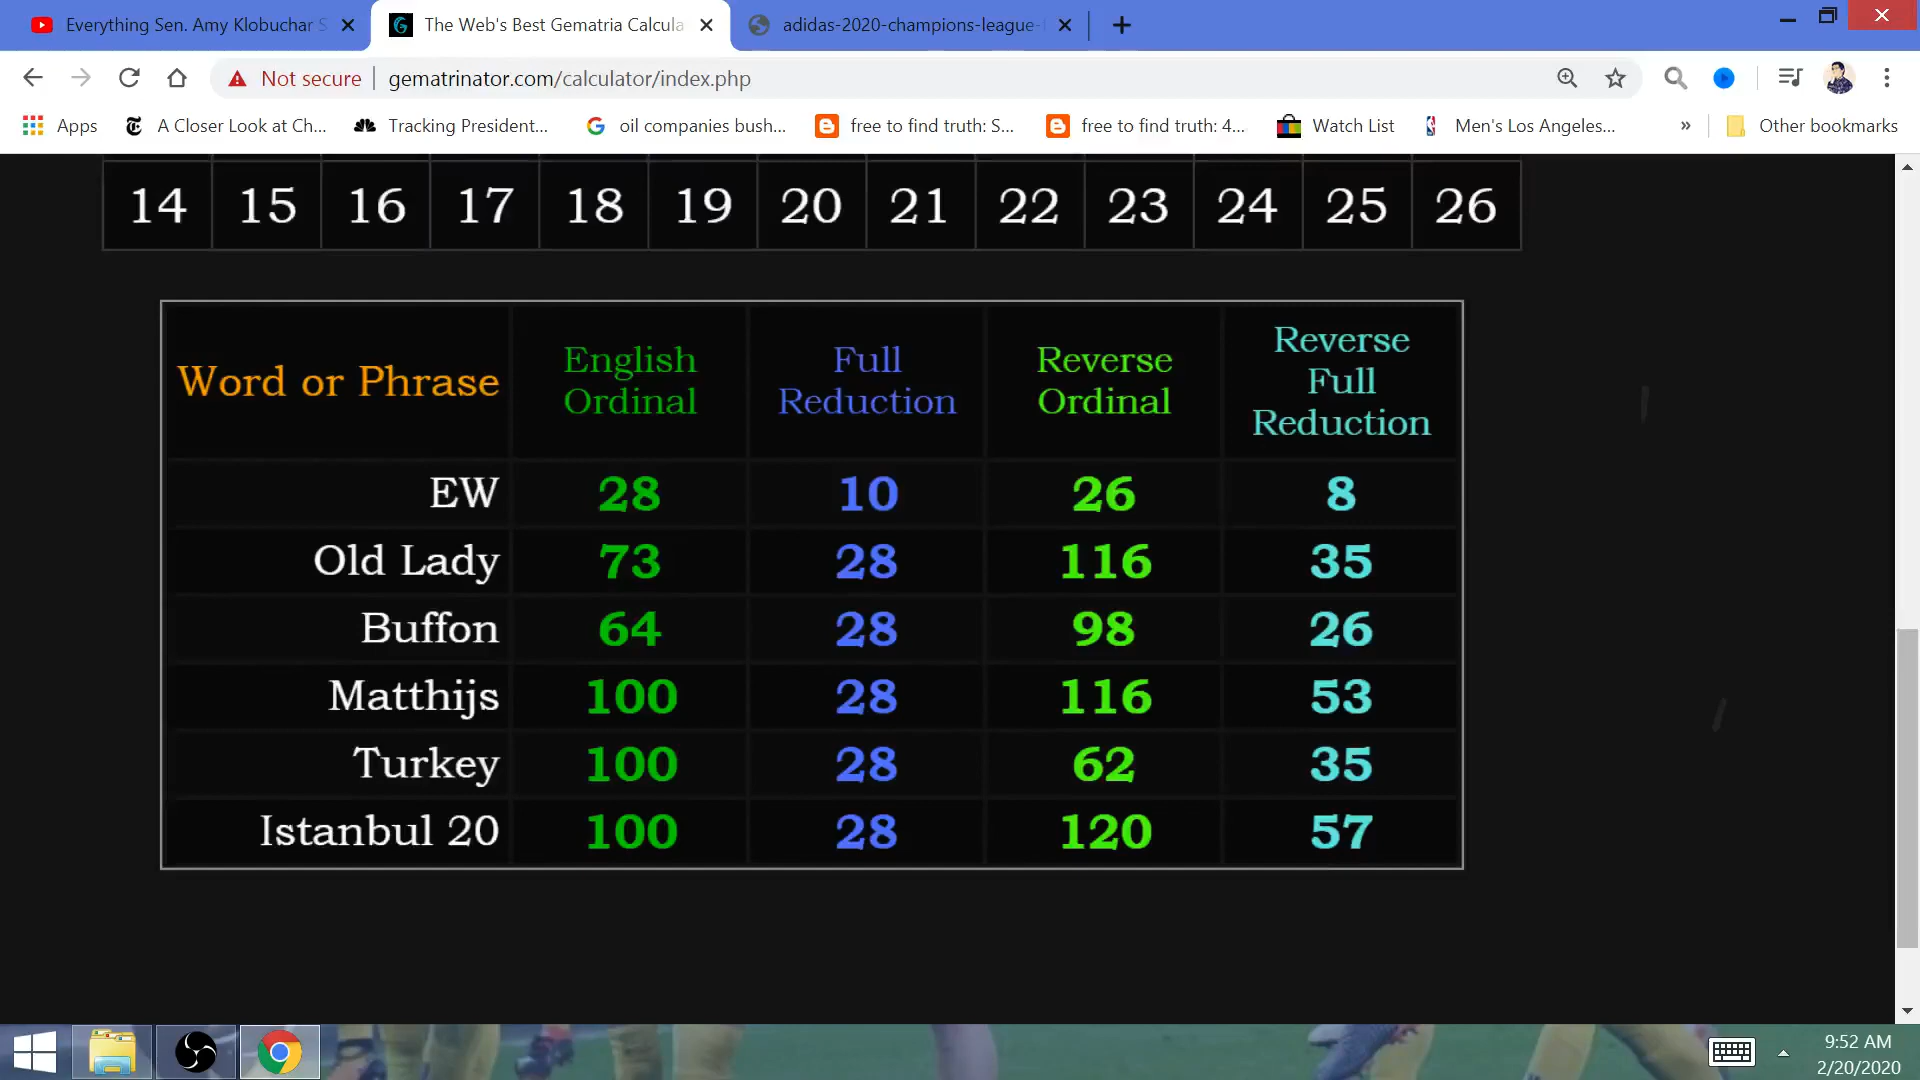 Everything Sen. Amy Klobuchar S
The Web's Best Gematria Calcula
adidas-2020-champions-league-
Not secure
gematrinator.com/calculator/index.php
Apps
A Closer Look at Ch...
Tracking President...
oil companies bush...
free to find truth: S...
free to find truth: 4...
Watch List
Men's Los Angeles...
»
Other bookmarks
14 15 16 17 18 19 20 21 22 23 24 25 26
Word or Phrase English Ordinal Full Reduction Reverse Ordinal Reverse Full Reduction
EW 28 10 26 8
Old Lady 73 28 116 35
Buffon 64 28 98 26
Matthijs 100 28 116 53
Turkey 100 28 62 35
Istanbul 20 100 28 120 57
9:52 AM
2/20/2020